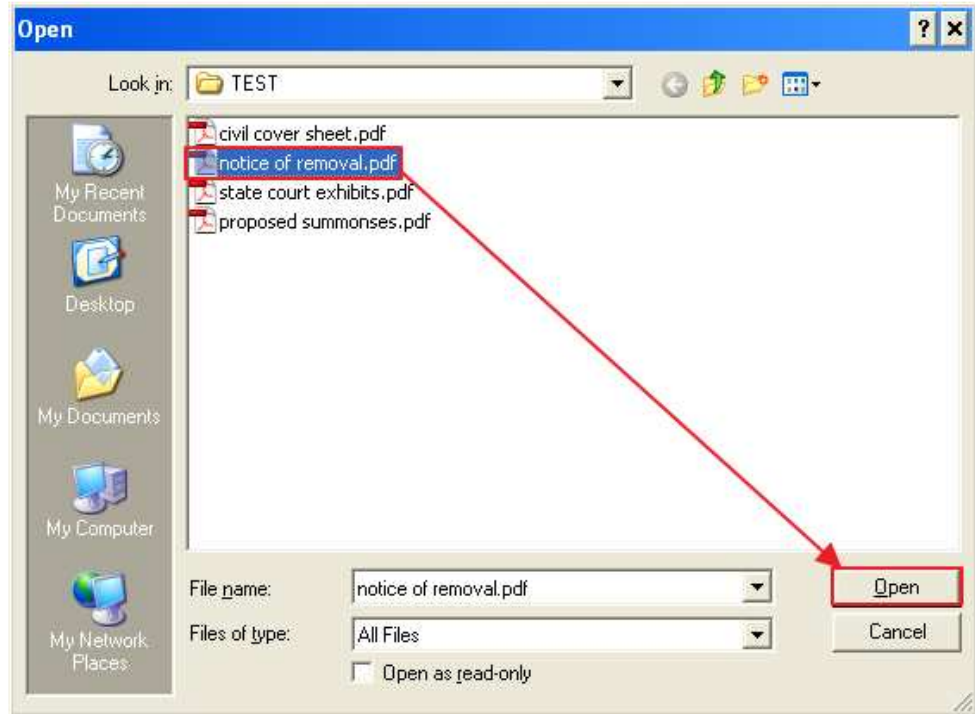 Open
Look in: TEST
civil cover sheet.pdf
notice of removal.pdf
state court exhibits.pdf
proposed summonses.pdf
My Recent
Documents
Desktop
My Documents
My Computer
My Network
Places
File name: notice of removal.pdf Open
Files of type: All Files Cancel
Open as read-only